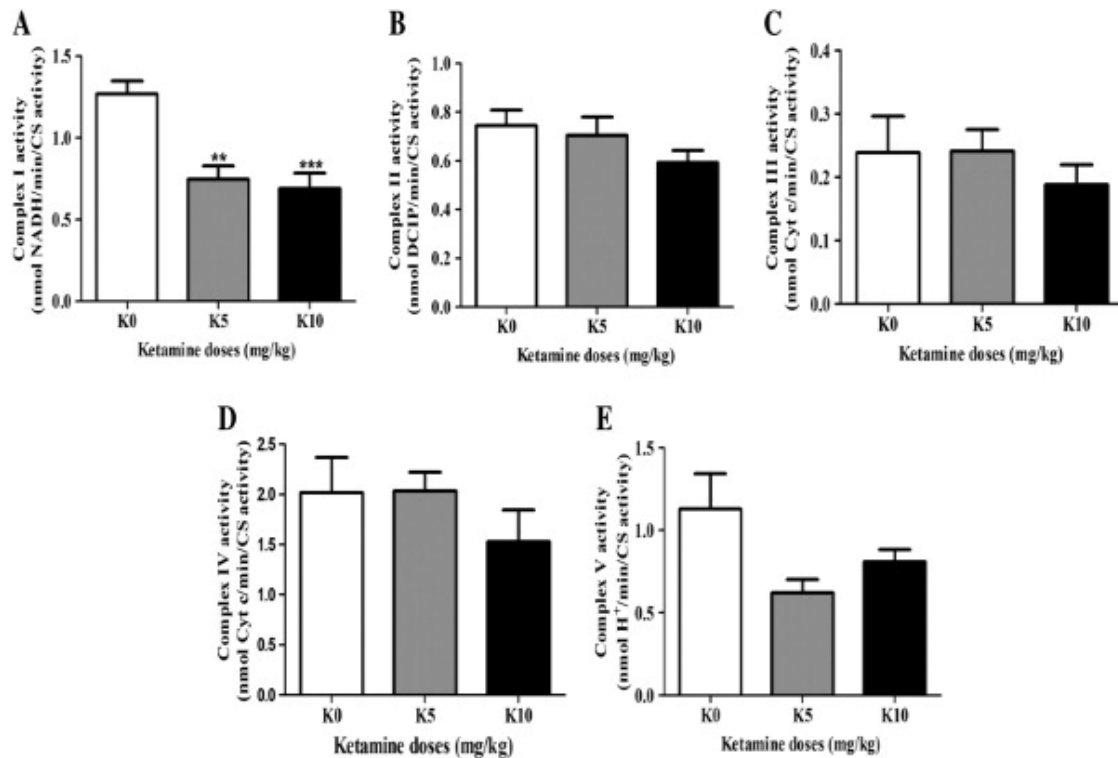 A
Complex I activity
(nmol NADH/min/CS activity)
1.5
1.0
0.5
0.0
**
***
K0 K5 K10
Ketamine doses (mg/kg)
B
Complex II activity
(nmol DCIP/min/CS activity)
1.0
0.8
0.6
0.4
0.2
0.0
K0 K5 K10
Ketamine doses (mg/kg)
C
Complex III activity
(nmol Cyt c/min/CS activity)
0.4
0.3
0.2
0.1
0.0
K0 K5 K10
Ketamine doses (mg/kg)
D
Complex IV activity
(nmol Cyt c/min/CS activity)
2.5
2.0
1.5
1.0
0.5
0.0
K0 K5 K10
Ketamine doses (mg/kg)
E
Complex V activity
(nmol H⁺/min/CS activity)
1.5
1.0
0.5
0.0
K0 K5 K10
Ketamine doses (mg/kg)